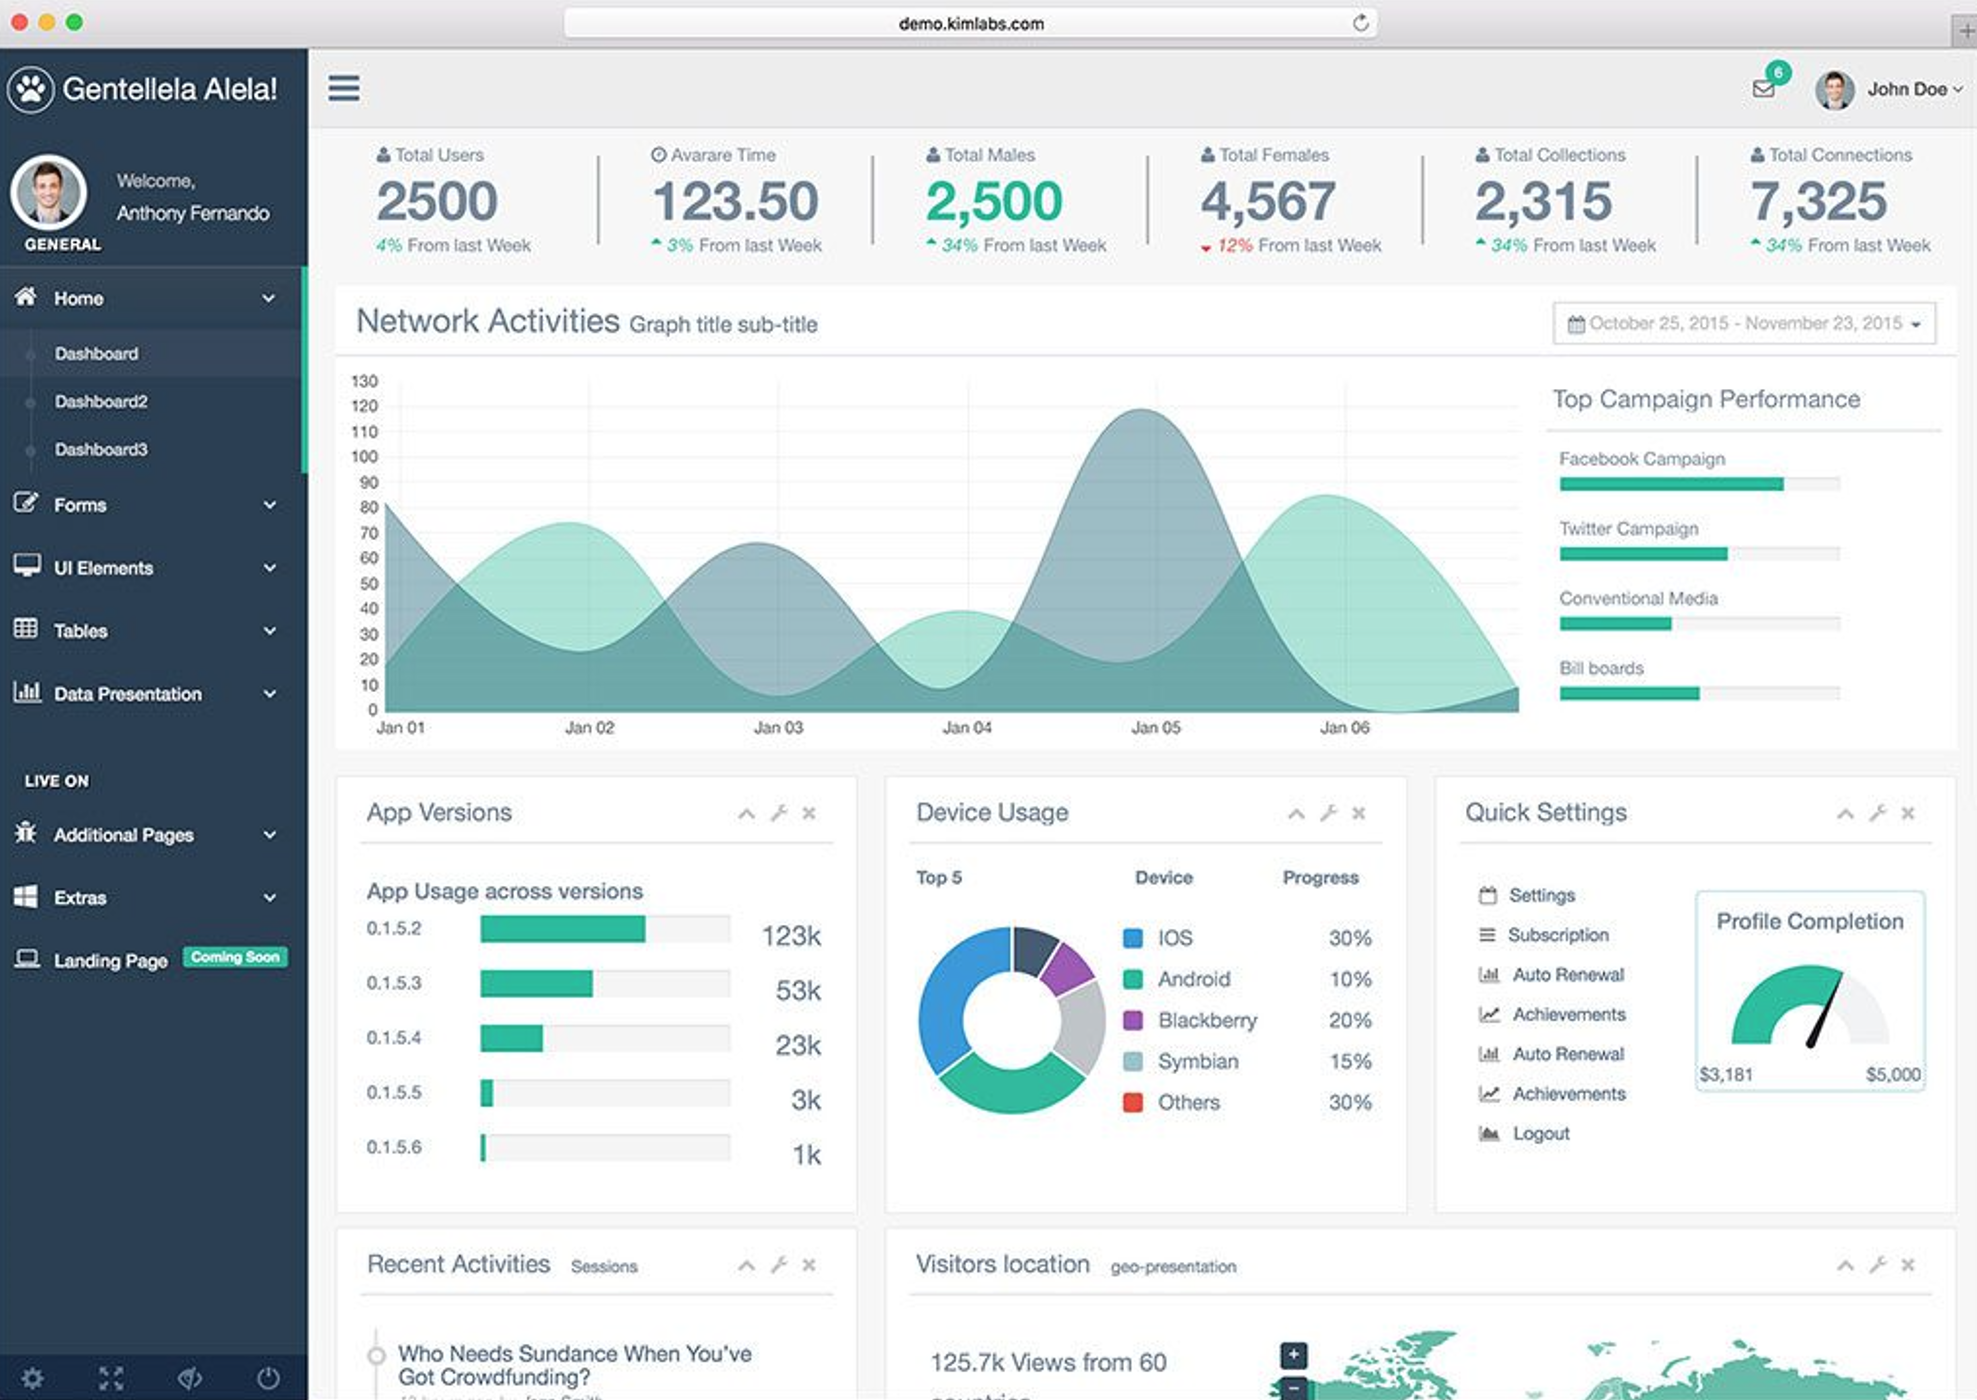 demo.kimlabs.com
Gentellela Alela!
6
John Doe
Welcome,
Anthony Fernando
GENERAL
Home
Dashboard
Dashboard2
Dashboard3
Forms
UI Elements
Tables
Data Presentation
LIVE ON
Additional Pages
Extras
Landing Page Coming Soon
Total Users
2500
4% From last Week
Avarare Time
123.50
3% From last Week
Total Males
2,500
34% From last Week
Total Females
4,567
12% From last Week
Total Collections
2,315
34% From last Week
Total Connections
7,325
34% From last Week
Network Activities Graph title sub-title
October 25, 2015 - November 23, 2015
130
120
110
100
90
80
70
60
50
40
30
20
10
0
Jan 01 Jan 02 Jan 03 Jan 04 Jan 05 Jan 06
Top Campaign Performance
Facebook Campaign
Twitter Campaign
Conventional Media
Bill boards
App Versions
App Usage across versions
0.1.5.2 123k
0.1.5.3 53k
0.1.5.4 23k
0.1.5.5 3k
0.1.5.6 1k
Device Usage
Top 5 Device Progress
IOS 30%
Android 10%
Blackberry 20%
Symbian 15%
Others 30%
Quick Settings
Settings
Subscription
Auto Renewal
Achievements
Auto Renewal
Achievements
Logout
Profile Completion
$3,181 $5,000
Recent Activities Sessions
Who Needs Sundance When You've
Got Crowdfunding?
Visitors location geo-presentation
125.7k Views from 60
+
-